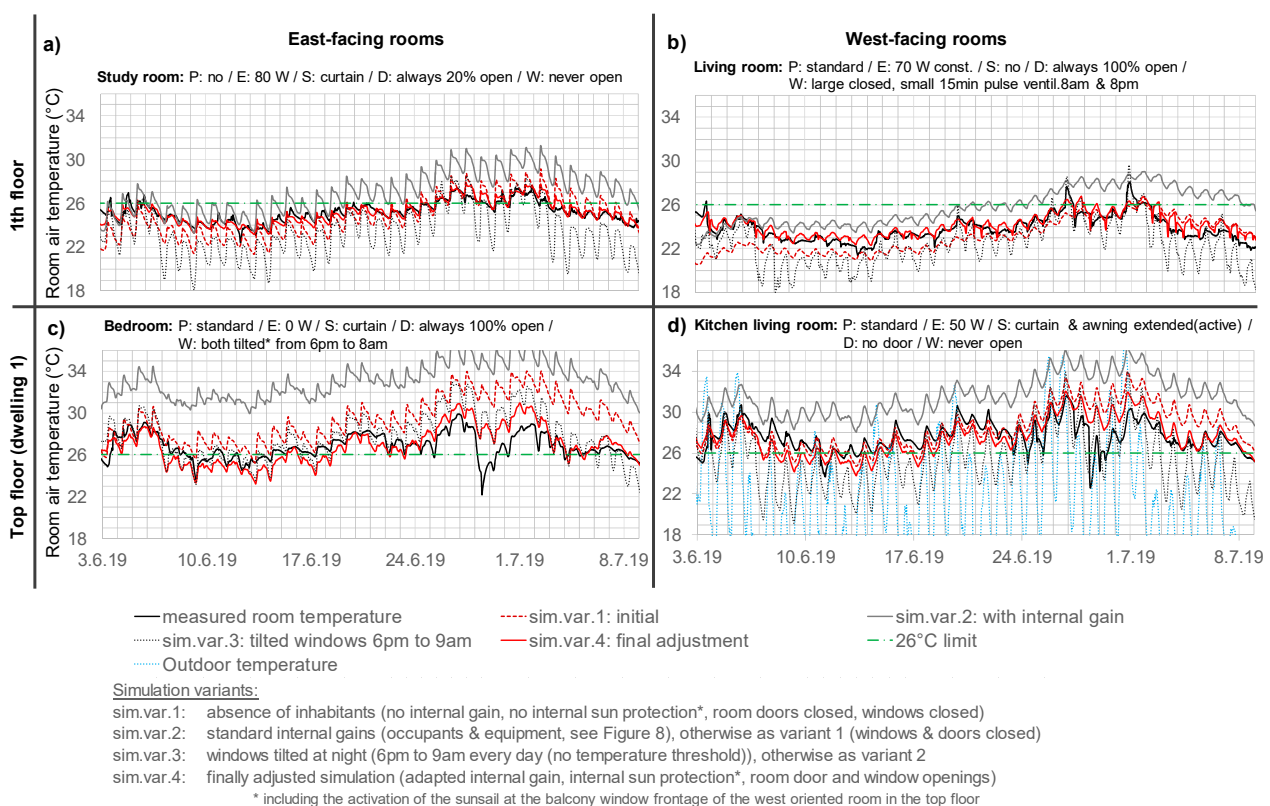 a)
East-facing rooms
b)
West-facing rooms
Study room: P: no / E: 80 W / S: curtain / D: always 20% open / W: never open
Living room: P: standard / E: 70 W const. / S: no / D: always 100% open /
W: large closed, small 15min pulse ventil.8am & 8pm
1th floor
Room air temperature (°C)
34
30
26
22
18
34
30
26
22
18
c)
Bedroom: P: standard / E: 0 W / S: curtain / D: always 100% open /
W: both tilted* from 6pm to 8am
d)
Kitchen living room: P: standard / E: 50 W / S: curtain & awning extended(active) /
D: no door / W: never open
Top floor (dwelling 1)
Room air temperature (°C)
34
30
26
22
18
34
30
26
22
18
3.6.19 10.6.19 17.6.19 24.6.19 1.7.19 8.7.19
3.6.19 10.6.19 17.6.19 24.6.19 1.7.19 8.7.19
measured room temperature
sim.var.1: initial
sim.var.2: with internal gain
sim.var.3: tilted windows 6pm to 9am
sim.var.4: final adjustment
26°C limit
Outdoor temperature
Simulation variants:
sim.var.1: absence of inhabitants (no internal gain, no internal sun protection*, room doors closed, windows closed)
sim.var.2: standard internal gains (occupants & equipment, see Figure 8), otherwise as variant 1 (windows & doors closed)
sim.var.3: windows tilted at night (6pm to 9am every day (no temperature threshold)), otherwise as variant 2
sim.var.4: finally adjusted simulation (adapted internal gain, internal sun protection*, room door and window openings)
* including the activation of the sunsail at the balcony window frontage of the west oriented room in the top floor